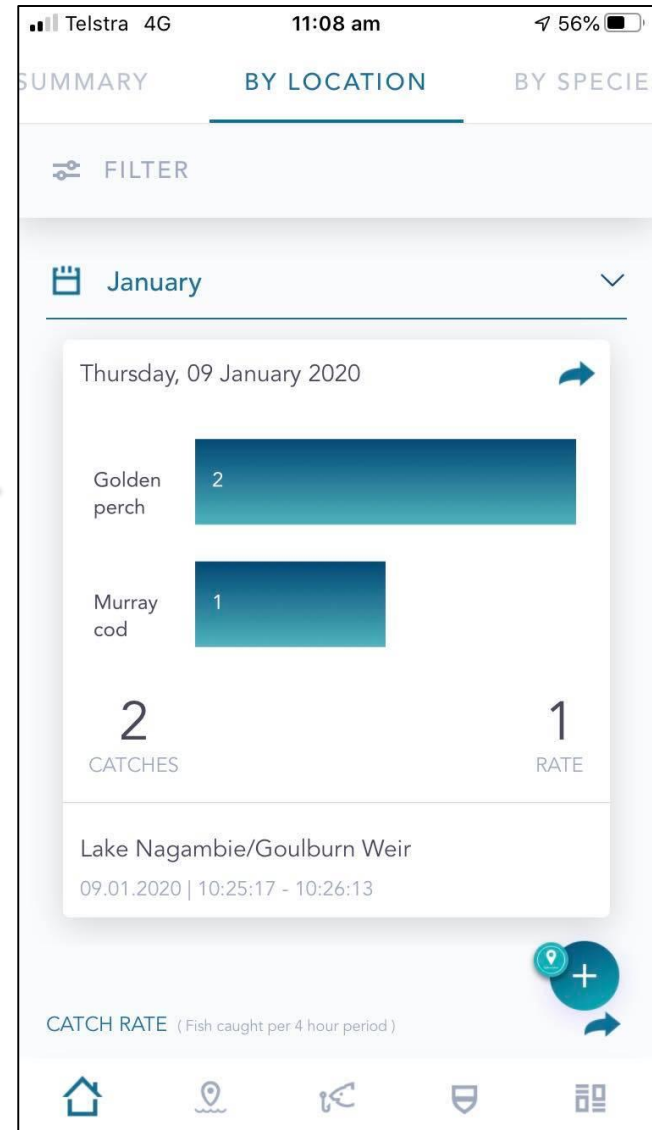 Telstra 4G 11:08 am 56%
SUMMARY BY LOCATION BY SPECIE
FILTER
January
Thursday, 09 January 2020
Golden
perch
2
Murray
cod
1
2 1
CATCHES RATE
Lake Nagambie/Goulburn Weir
09.01.2020 | 10:25:17 - 10:26:13
+
CATCH RATE ( Fish caught per 4 hour period )